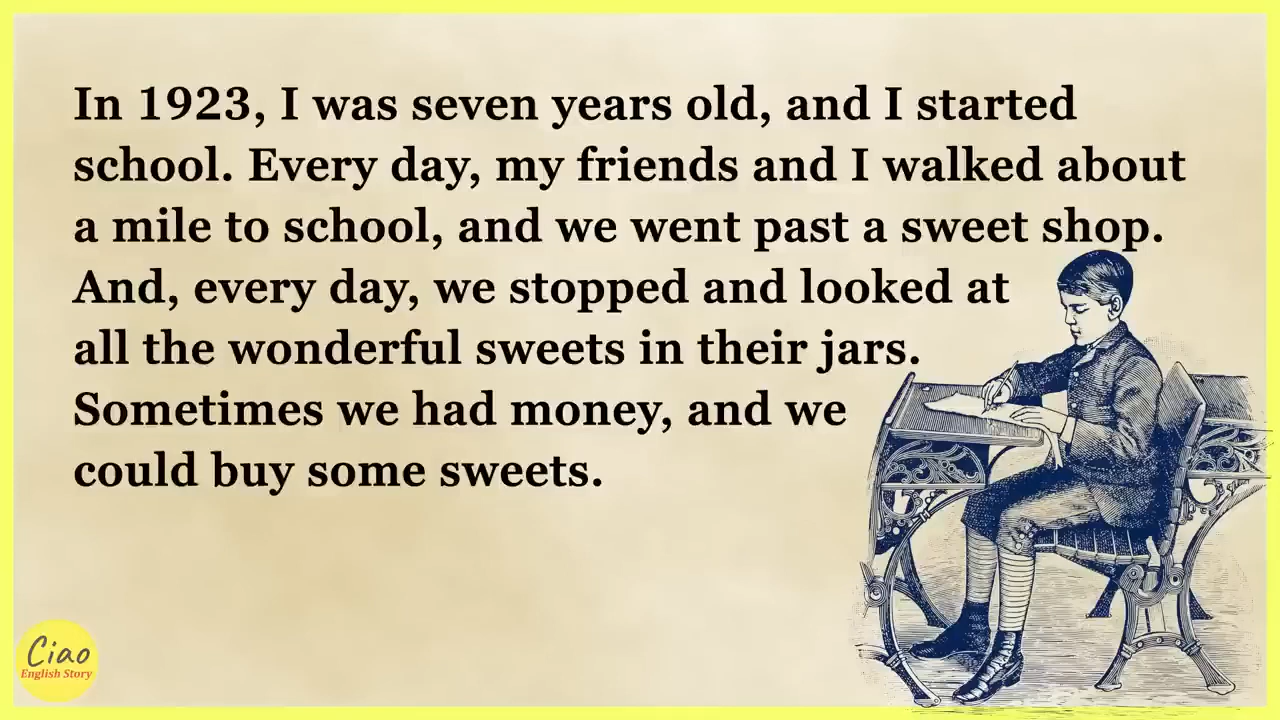 In 1923, I was seven years old, and I started
school. Every day, my friends and I walked about
a mile to school, and we went past a sweet shop.
And, every day, we stopped and looked at
all the wonderful sweets in their jars.
Sometimes we had money, and we
could buy some sweets.
Ciao
English Story